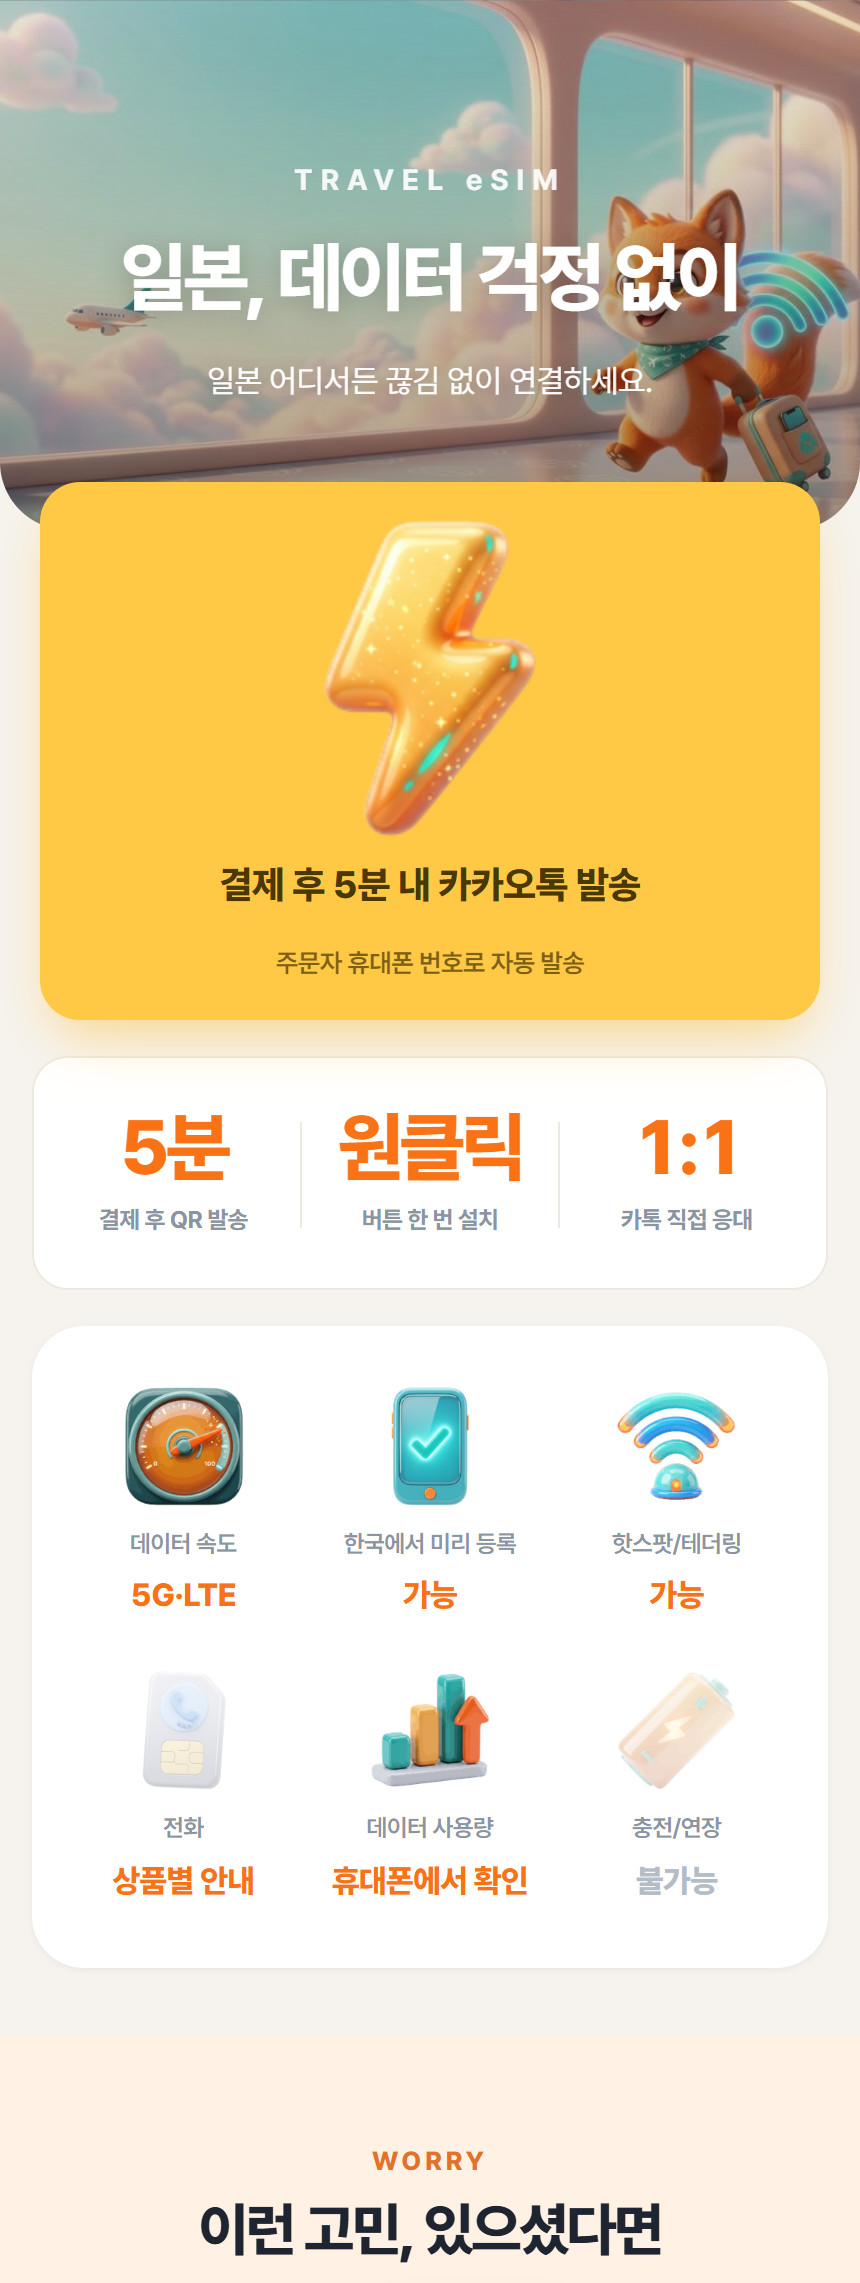 TRAVEL eSIM
일본, 데이터 걱정 없이
일본 어디서든 끊김 없이 연결하세요.
결제 후 5분 내 카카오톡 발송
주문자 휴대폰 번호로 자동 발송
5분
결제 후 QR 발송
원클릭
버튼 한 번 설치
1:1
카톡 직접 응대
0 100
데이터 속도
5G·LTE
한국에서 미리 등록
가능
핫스팟/테더링
가능
전화
상품별 안내
데이터 사용량
휴대폰에서 확인
충전/연장
불가능
WORRY
이런 고민, 있으셨다면